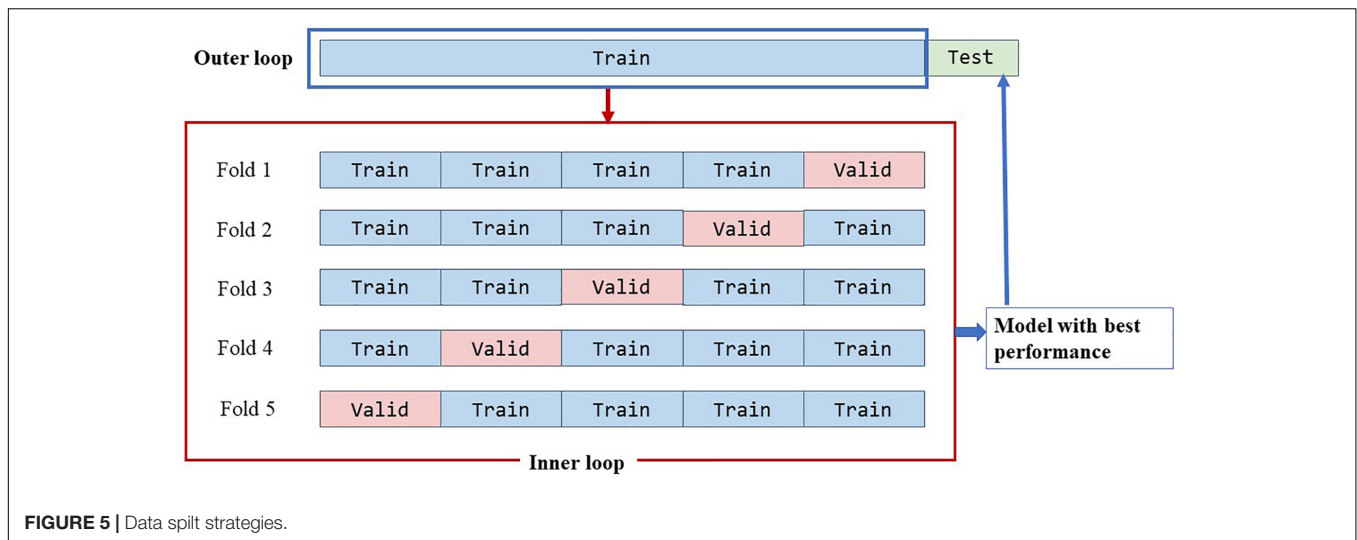 Outer loop Train Test
Fold 1 Train Train Train Train Valid
Fold 2 Train Train Train Valid Train
Fold 3 Train Train Valid Train Train
Fold 4 Train Valid Train Train Train
Fold 5 Valid Train Train Train Train
Inner loop
Model with best
performance
FIGURE 5 | Data spilt strategies.